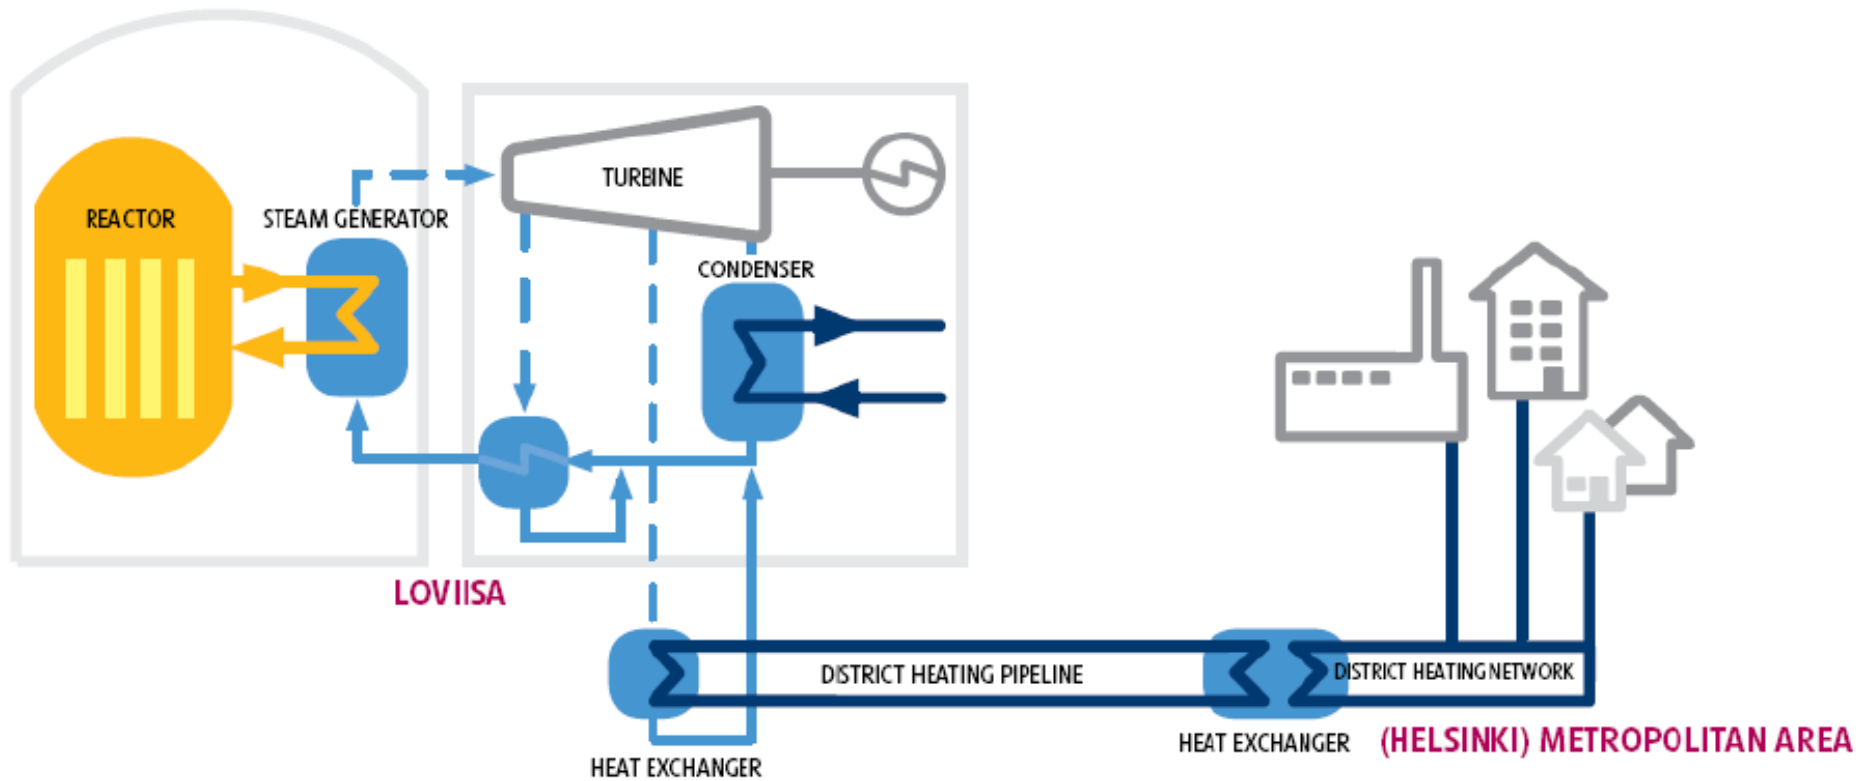 REACTOR
STEAM GENERATOR
TURBINE
CONDENSER
LOVIISA
DISTRICT HEATING PIPELINE
DISTRICT HEATING NETWORK
HEAT EXCHANGER
HEAT EXCHANGER
(HELSINKI) METROPOLITAN AREA